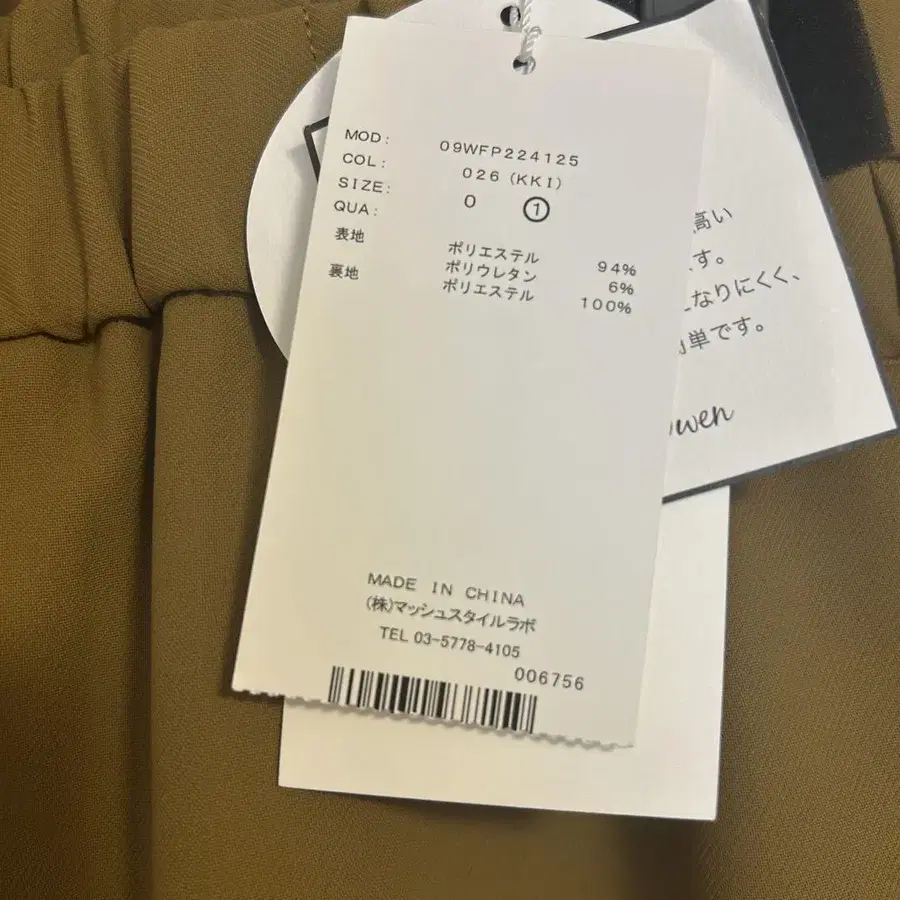 MOD: 09WFP224125
COL: 026 (KKI)
SIZE: 0 ①
QUA:
表地 ポリエステル 94%
ポリウレタン 6%
裏地 ポリエステル 100%
MADE IN CHINA
(株)マッシュスタイルラボ
TEL 03-5778-4105
006756
高い
す。
なりにくく、
単です。
wen